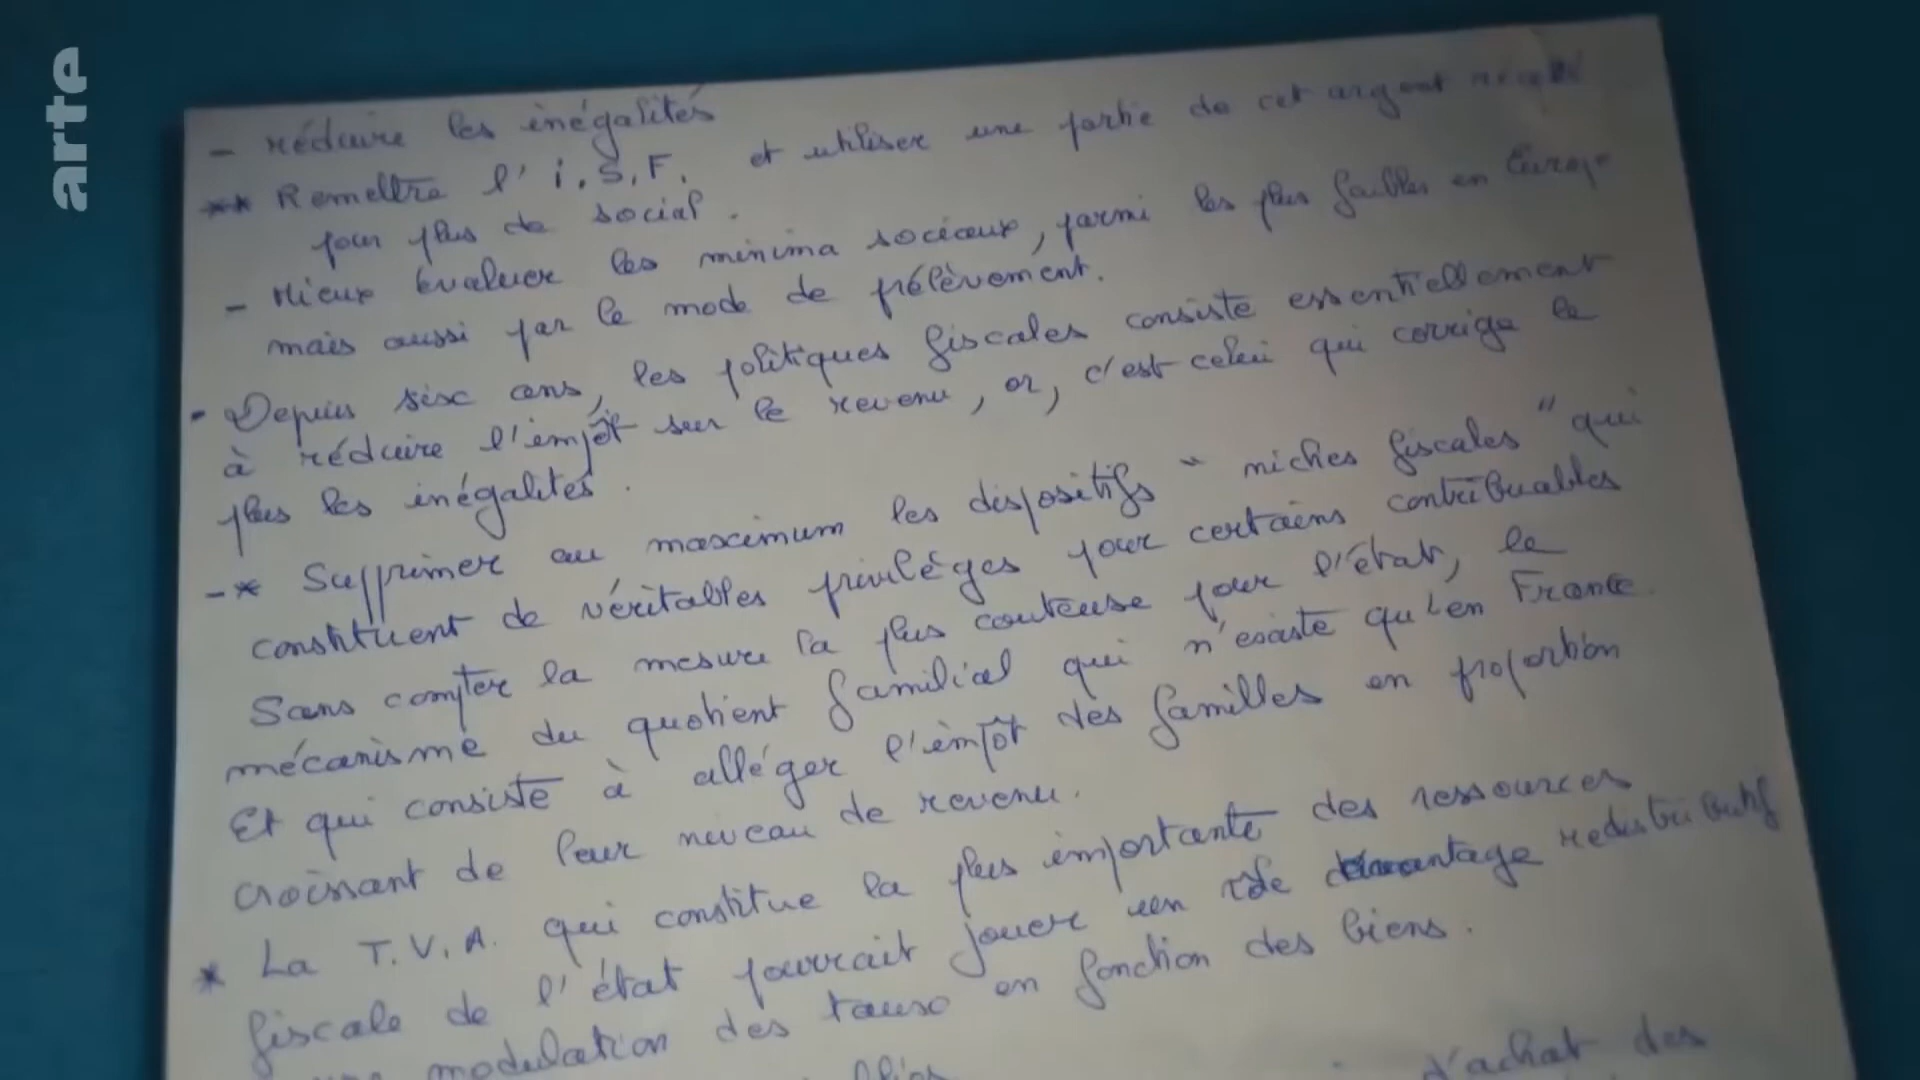 arte
- réduire les inégalités
** Remettre l' i.S.F. et utiliser une partie de cet argent
pour plus de social.
- Mieux évaluer les minima sociaux, parmi les plus faibles en
mais aussi par le mode de prélèvement.
- Depuis six ans, les politiques fiscales consiste essentiellement
à réduire l'impôt sur le revenu, or, c'est celui qui corrige le
plus les inégalités.
-* Supprimer au maximum les dispositifs " niches fiscales " qui
constituent de véritables privilèges pour certains contribuables
Sans compter la mesure la plus couteuse pour l'état, le
mécanisme du quotient familial qui n'existe qu'en France.
Et qui consiste à alléger l'impôt des familles en proportion
croissant de leur niveau de revenu.
* La T.V.A. qui constitue la plus importante des ressources
fiscale de l'état pourrait jouer un rôle davantage redistributif
modulation des taux en fonction des biens.
d'achat des